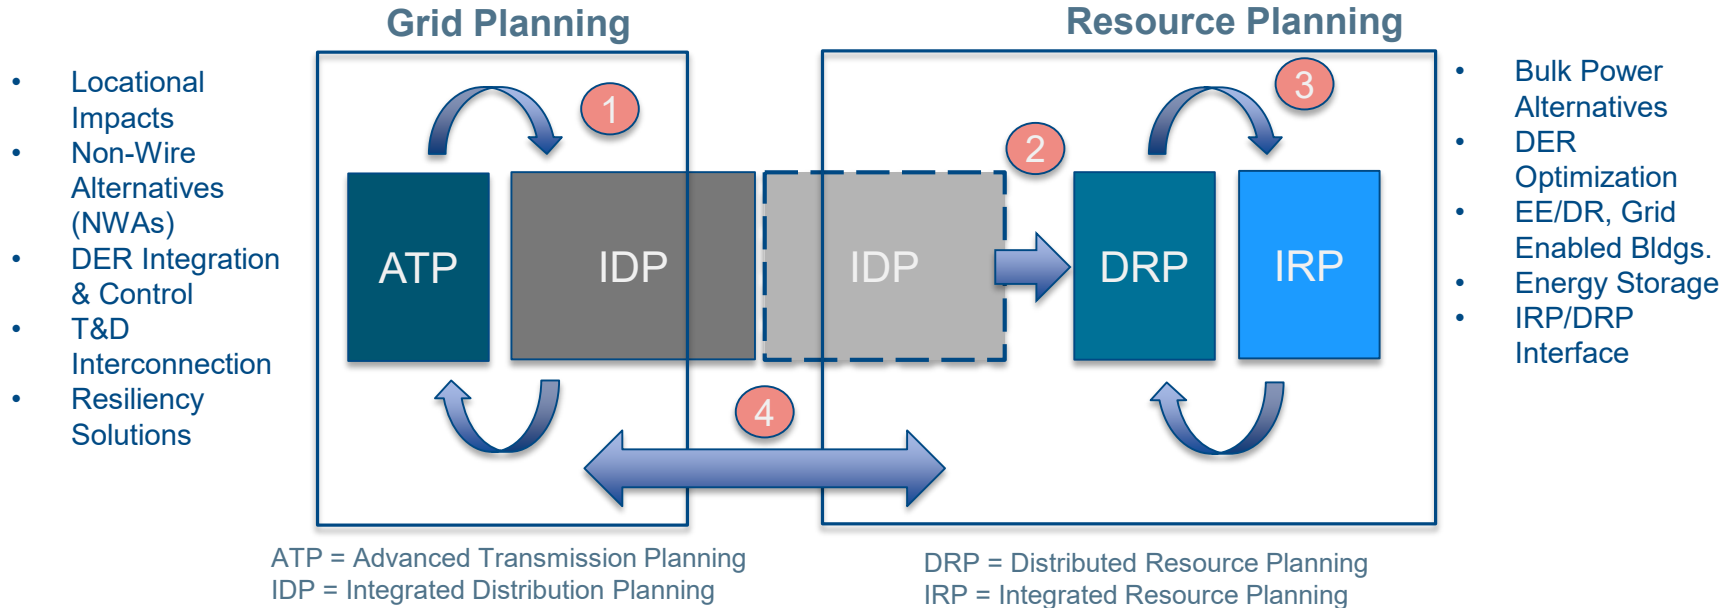 Grid Planning
Resource Planning
• Locational
Impacts
• Non-Wire
Alternatives
(NWAs)
• DER Integration
& Control
• T&D
Interconnection
• Resiliency
Solutions
1
2
3
4
ATP
IDP
IDP
DRP
IRP
• Bulk Power
Alternatives
• DER
Optimization
• EE/DR, Grid
Enabled Bldgs.
• Energy Storage
• IRP/DRP
Interface
ATP = Advanced Transmission Planning
IDP = Integrated Distribution Planning
DRP = Distributed Resource Planning
IRP = Integrated Resource Planning